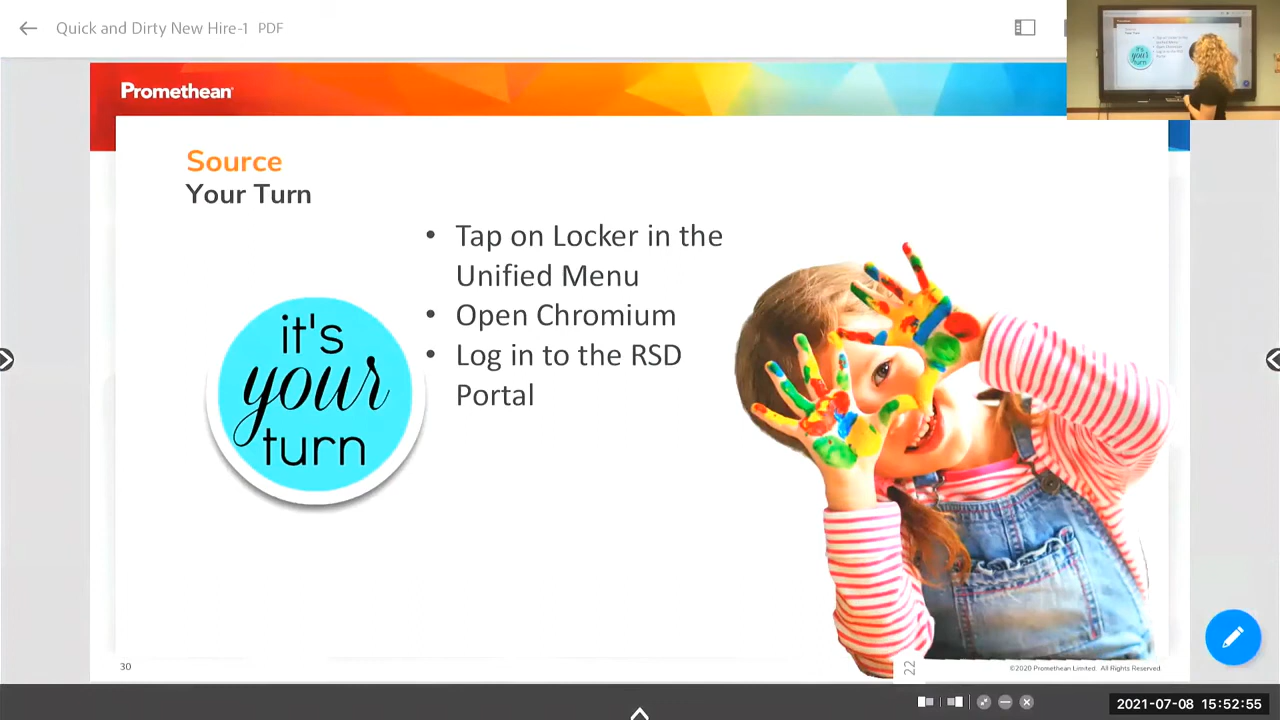 Quick and Dirty New Hire-1 PDF
Promethean
Source
Your Turn
• Tap on Locker in the
Unified Menu
• Open Chromium
• Log in to the RSD
Portal
it's
your
turn
30
22
©2020 Promethean Limited. All Rights Reserved.
2021-07-08 15:52:55